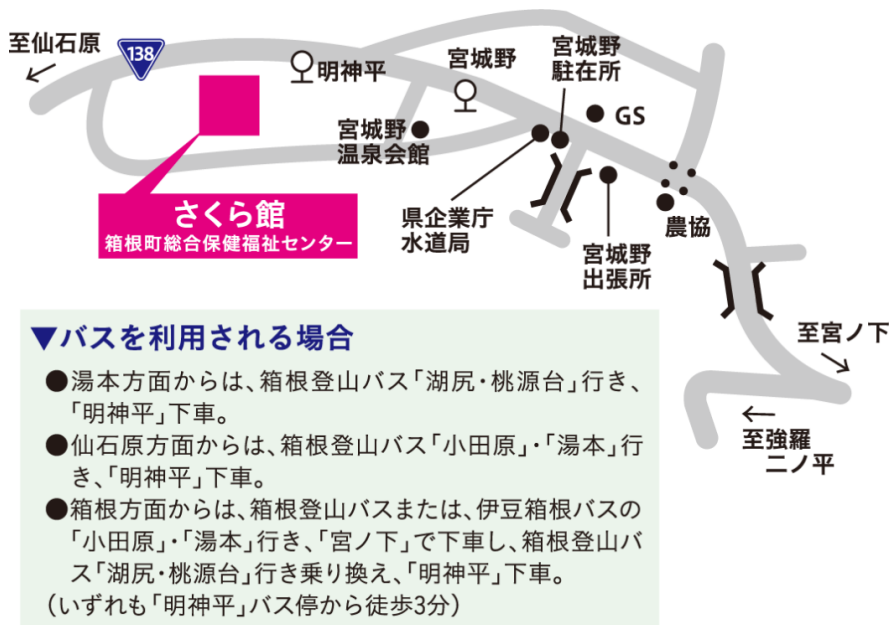 至仙石原
138
明神平
宮城野
宮城野
駐在所
GS
宮城野
温泉会館
県企業庁
水道局
農協
宮城野
出張所
さくら館
箱根町総合保健福祉センター
至宮ノ下
至強羅
二ノ平
▼バスを利用される場合
●湯本方面からは、箱根登山バス「湖尻・桃源台」行き、
「明神平」下車。
●仙石原方面からは、箱根登山バス「小田原」・「湯本」行
き、「明神平」下車。
●箱根方面からは、箱根登山バスまたは、伊豆箱根バスの
「小田原」・「湯本」行き、「宮ノ下」で下車し、箱根登山バ
ス「湖尻・桃源台」行き乗り換え、「明神平」下車。
(いずれも「明神平」バス停から徒歩3分)